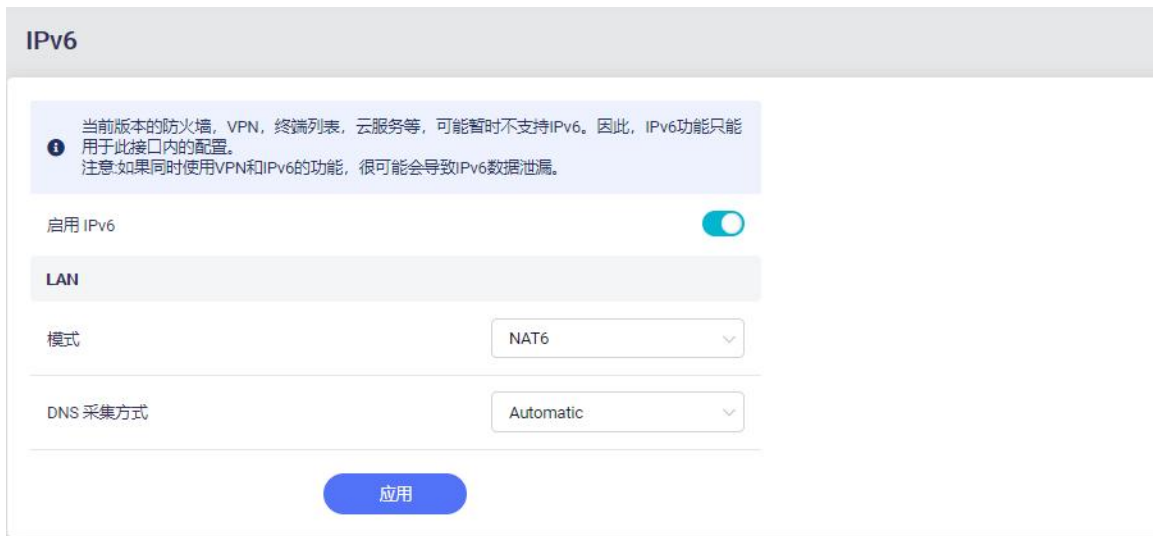 IPv6
当前版本的防火墙，VPN，终端列表，云服务等，可能暂时不支持IPv6。因此，IPv6功能只能
用于此接口内的配置。
注意:如果同时使用VPN和IPv6的功能，很可能会导致IPv6数据泄漏。
启用 IPv6
LAN
模式
NAT6
DNS 采集方式
Automatic
应用